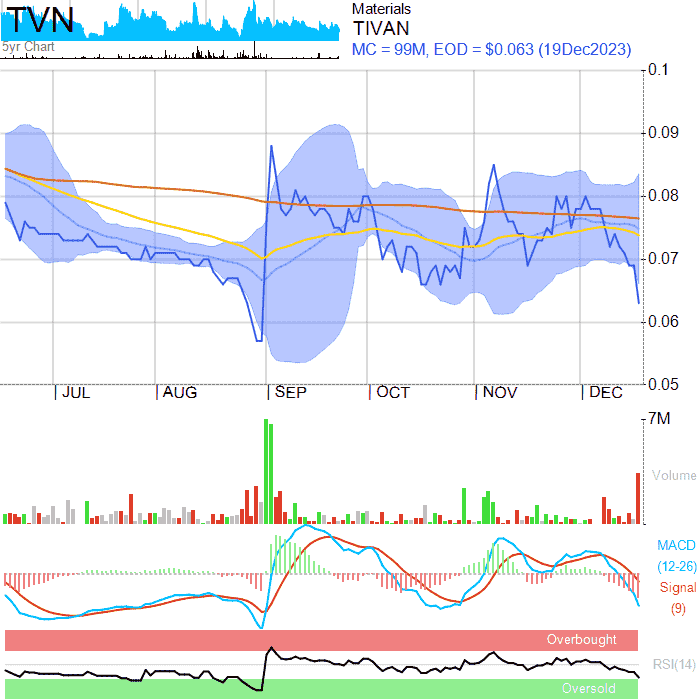 TVN
5yr Chart
Materials
TIVAN
MC = 99M, EOD = $0.063 (19Dec2023)
0.1
0.09
0.08
0.07
0.06
0.05
JUL AUG SEP OCT NOV DEC
7M
Volume
MACD
(12-26)
Signal
(9)
Overbought
RSI(14)
Oversold